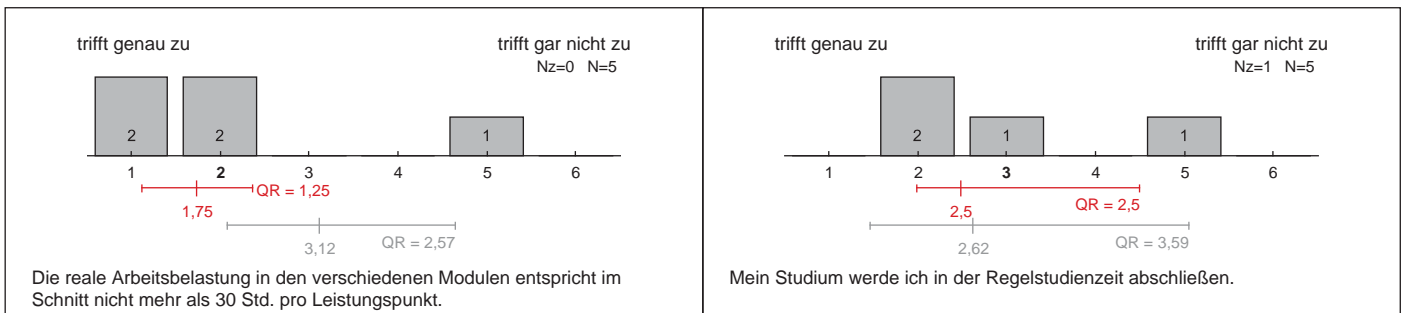 trifft genau zu
trifft gar nicht zu
Nz=0 N=5
2
2
1
1
2
3
4
5
6
QR = 1,25
1,75
QR = 2,57
3,12
Die reale Arbeitsbelastung in den verschiedenen Modulen entspricht im
Schnitt nicht mehr als 30 Std. pro Leistungspunkt.
trifft genau zu
trifft gar nicht zu
Nz=1 N=5
2
1
1
1
2
3
4
5
6
QR = 2,5
2,5
QR = 3,59
2,62
Mein Studium werde ich in der Regelstudienzeit abschließen.